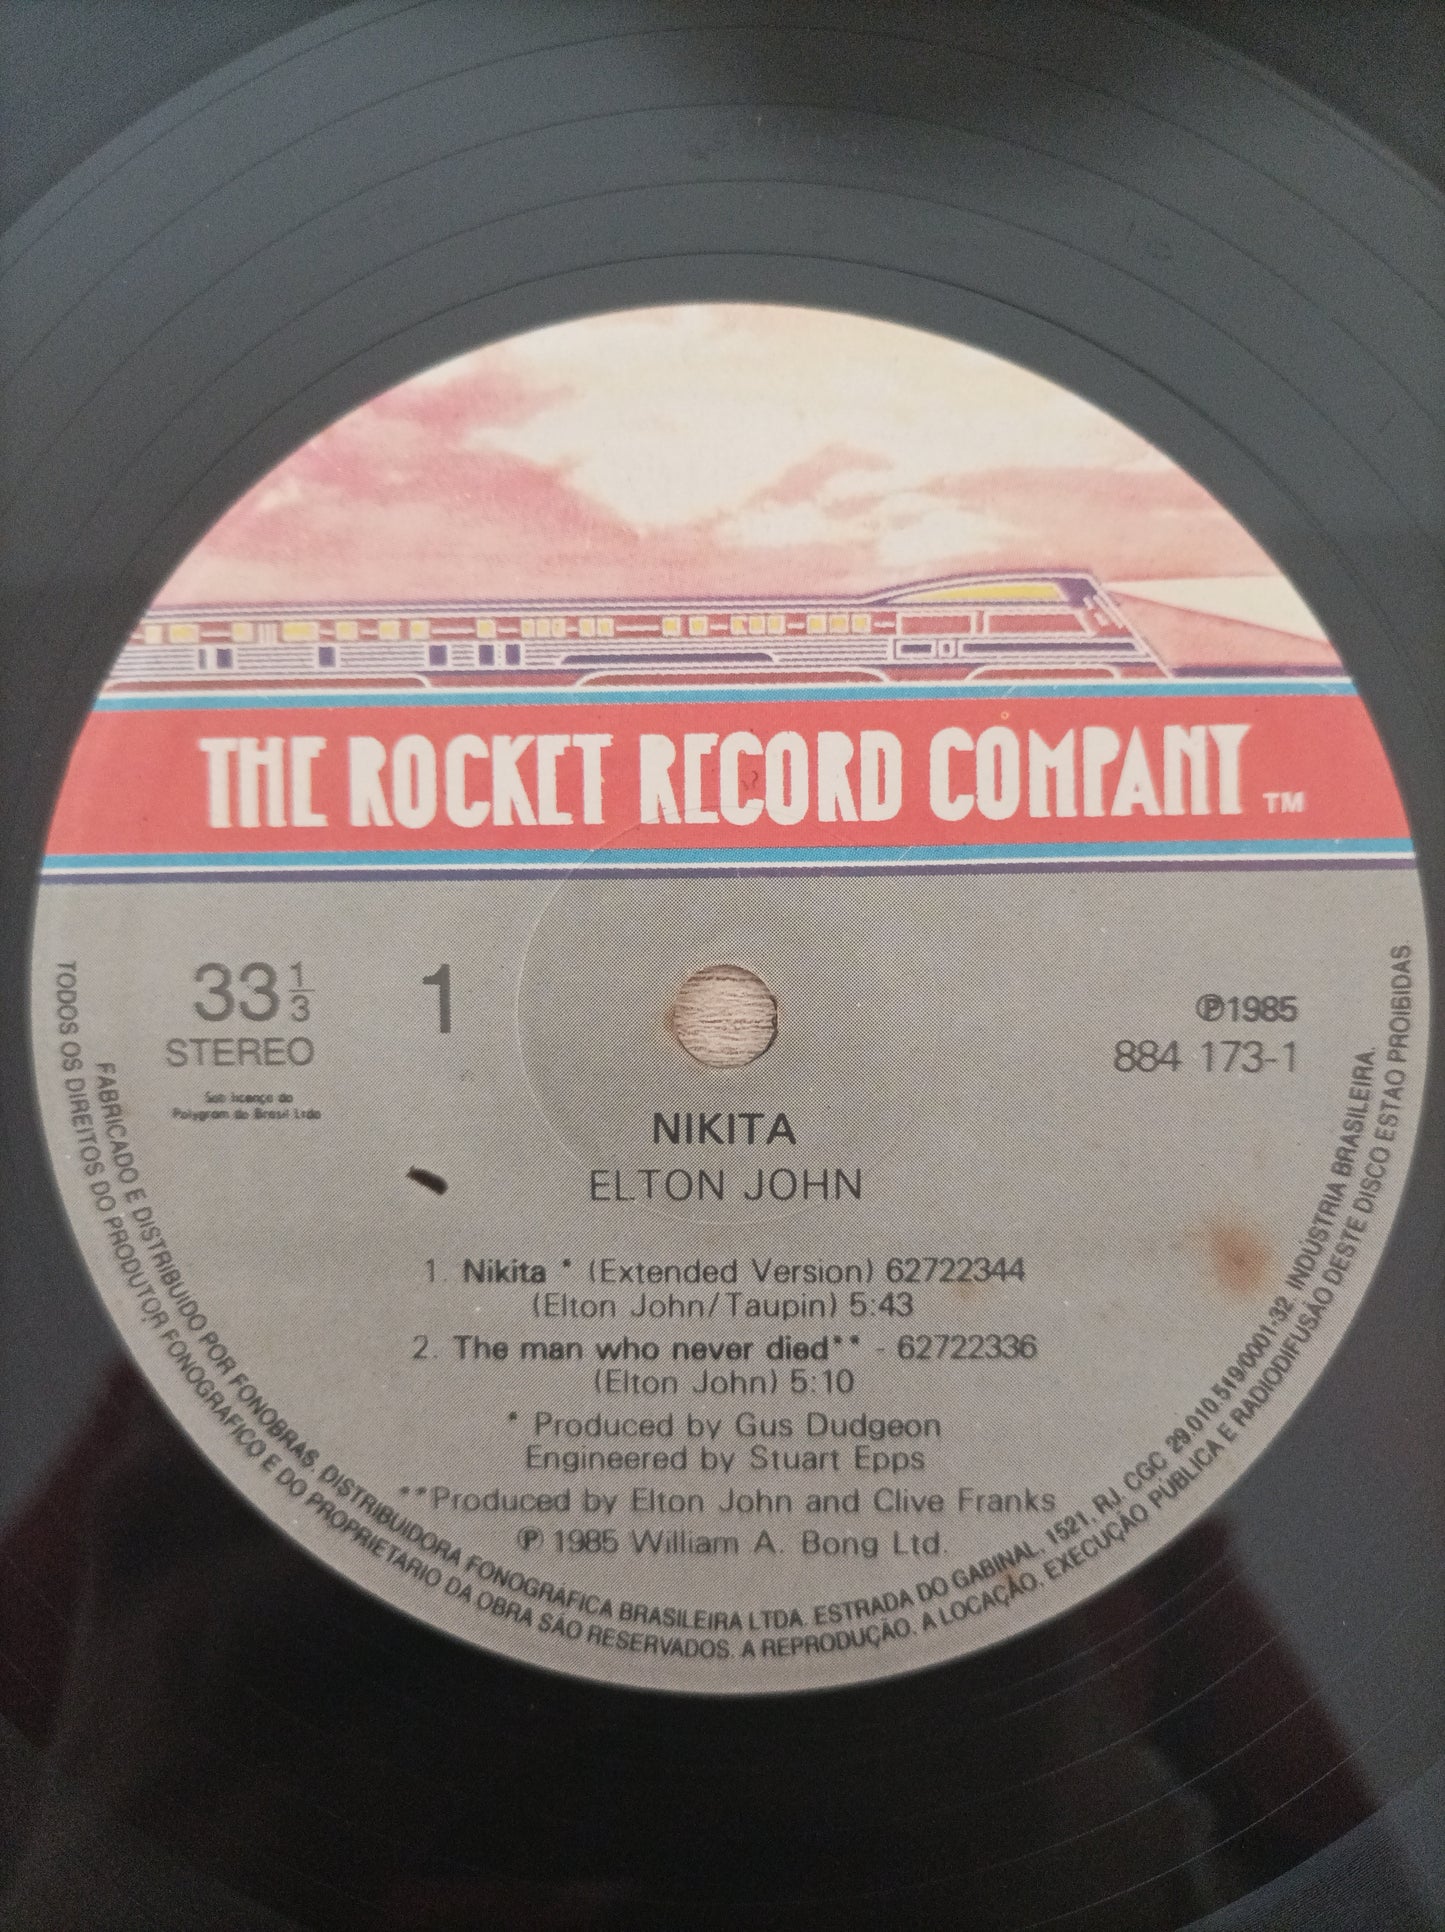 THE ROCKET RECORD COMPANY TM
33 1/3
1
STEREO
Sob licença da
Polygram do Brasil Ltda
℗1985
884 173-1
NIKITA
ELTON JOHN
1. Nikita * (Extended Version) 62722344
(Elton John/Taupin) 5:43
2. The man who never died** - 62722336
(Elton John) 5:10
* Produced by Gus Dudgeon
Engineered by Stuart Epps
**Produced by Elton John and Clive Franks
℗ 1985 William A. Bong Ltd.
FABRICADO E DISTRIBUIDO POR FONOBRAS. DISTRIBUIDORA FONOGRÁFICA BRASILEIRA LTDA. ESTRADA DO GABINAL, 1521, RJ, CGC 29.010.519/0001-32. INDÚSTRIA BRASILEIRA.
TODOS OS DIREITOS DO PRODUTOR FONOGRÁFICO E DO PROPRIETARIO DA OBRA SÃO RESERVADOS. A REPRODUÇÃO. A LOCAÇÃO. EXECUÇÃO PÚBLICA E RADIODIFUSÃO DESTE DISCO ESTAO PROIBIDAS